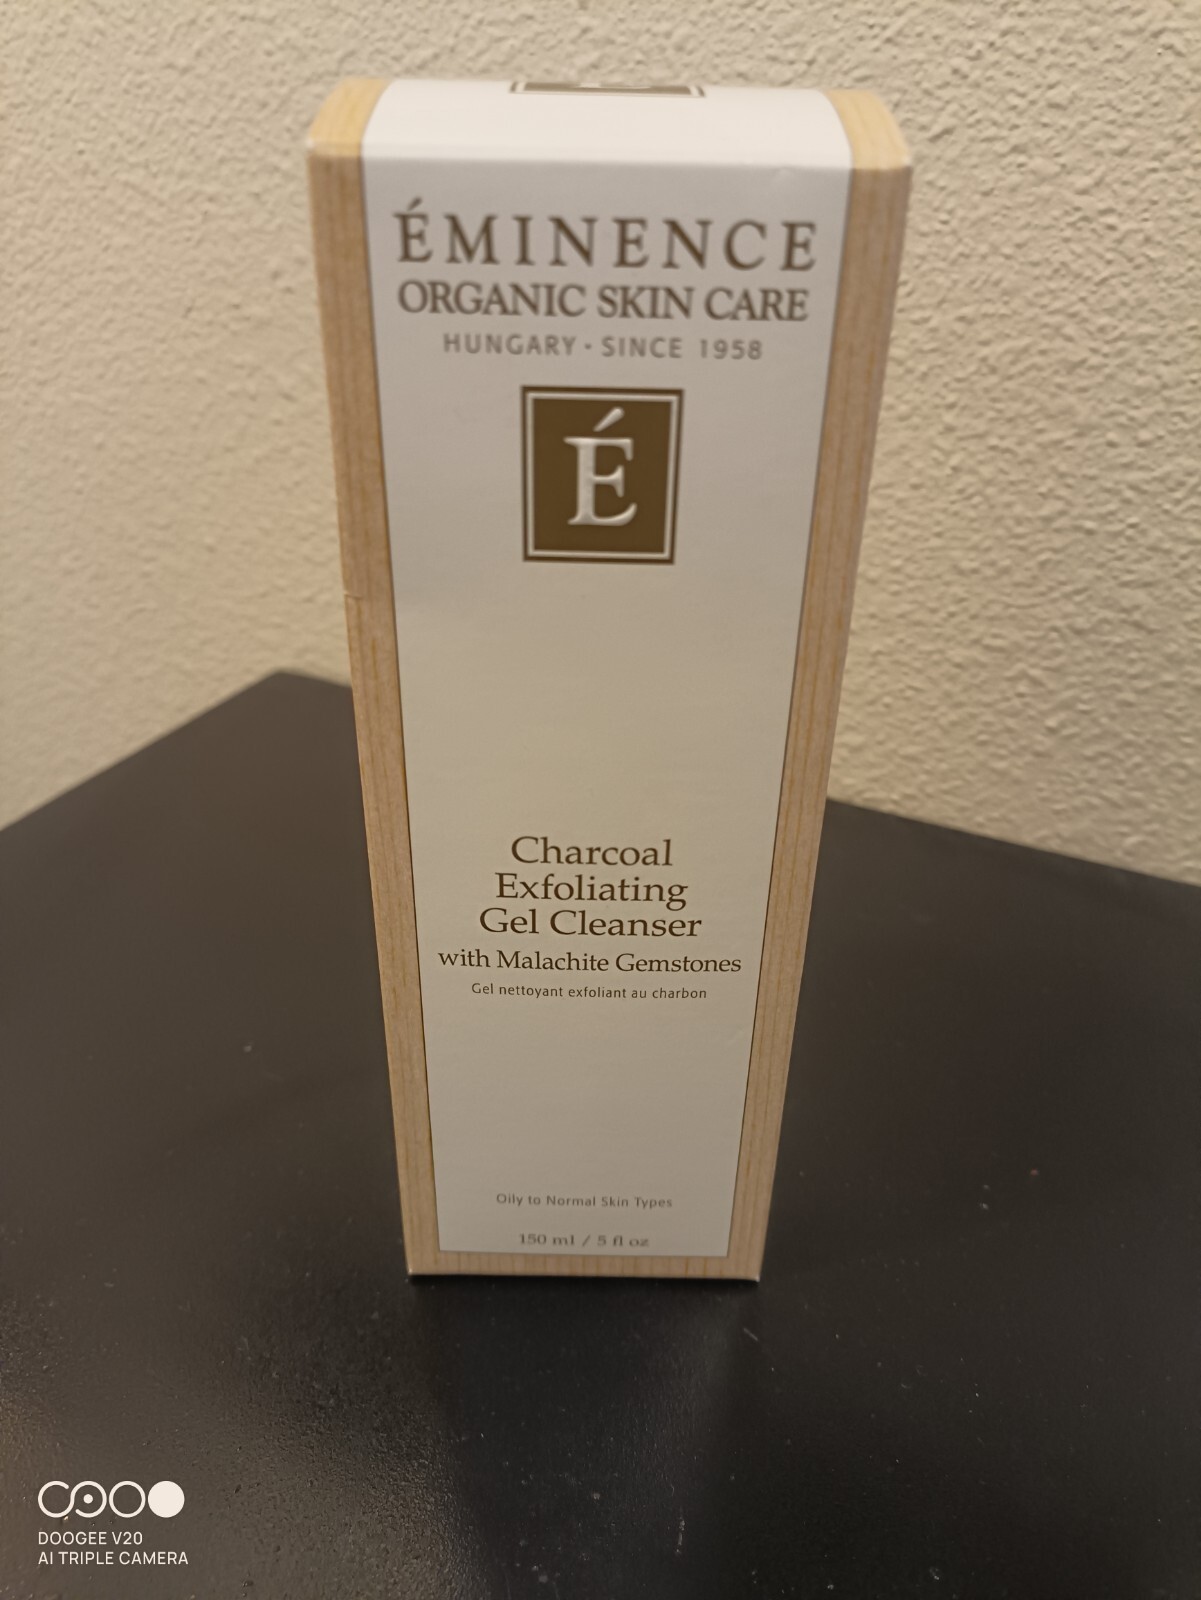 ÉMINENCE
ORGANIC SKIN CARE
HUNGARY • SINCE 1958
É
Charcoal
Exfoliating
Gel Cleanser
with Malachite Gemstones
Gel nettoyant exfoliant au charbon
Oily to Normal Skin Types
150 ml / 5 fl oz
DOOGEE V20
AI TRIPLE CAMERA